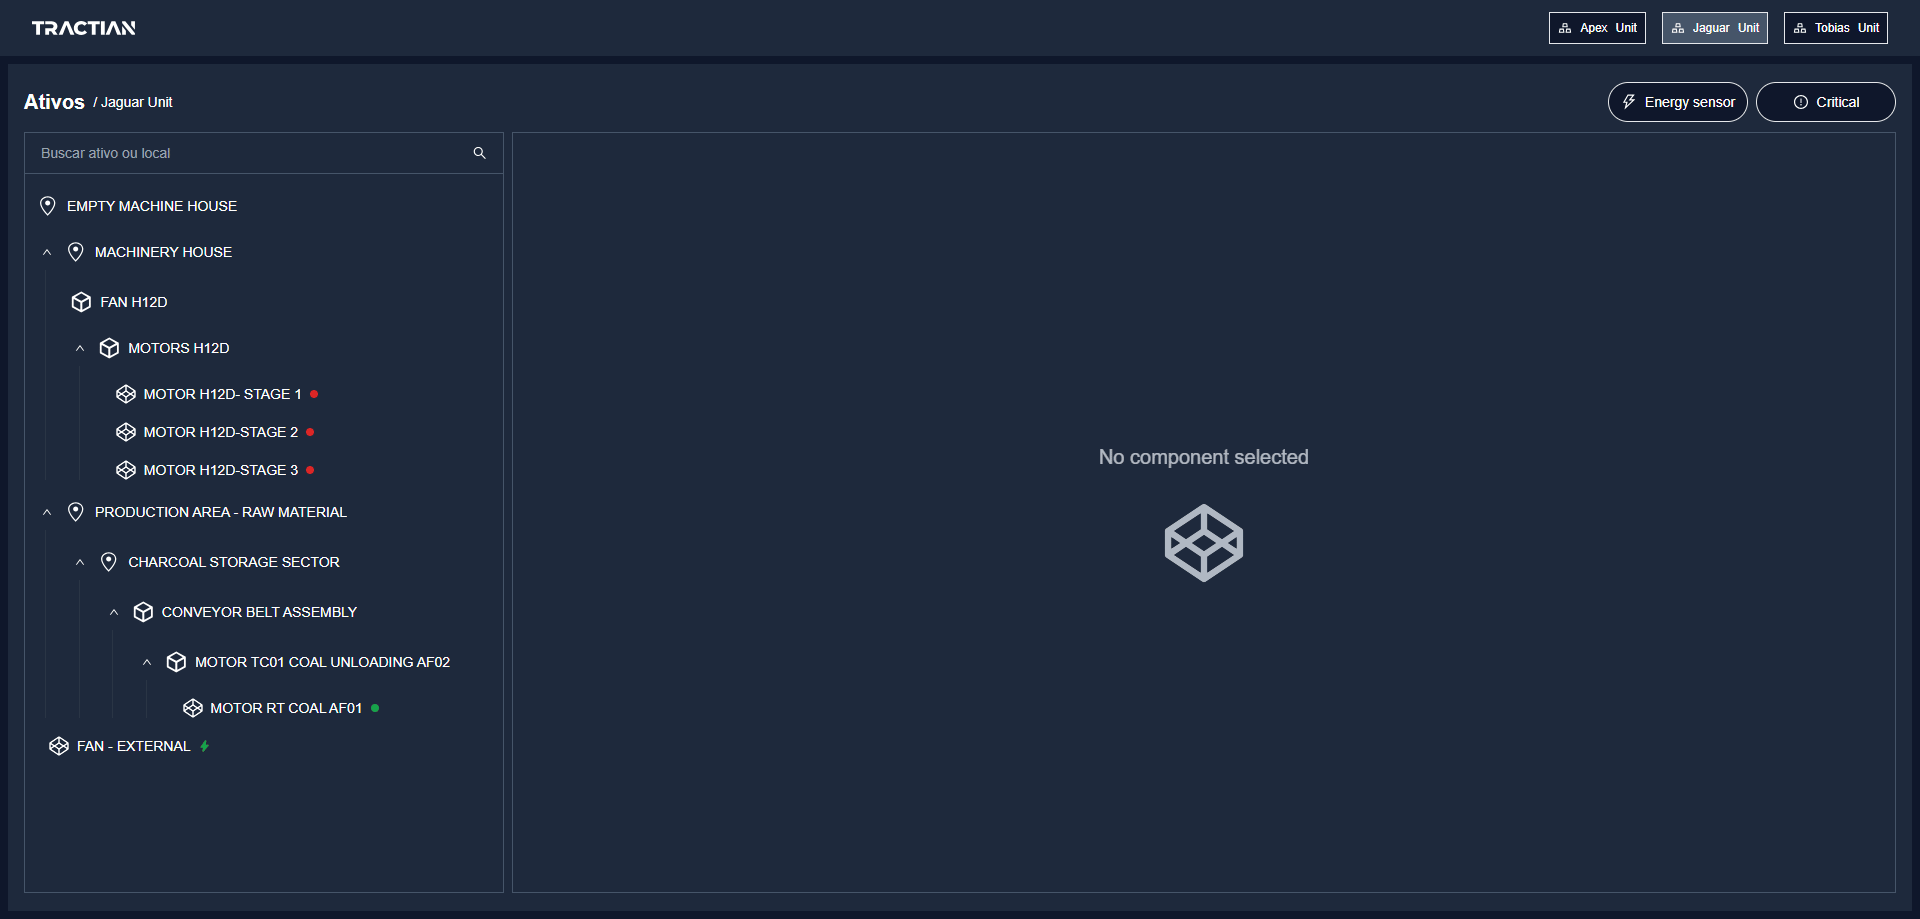 TRACTIAN
Apex Unit
Jaguar Unit
Tobias Unit
Ativos / Jaguar Unit
Energy sensor
Critical
Buscar ativo ou local
EMPTY MACHINE HOUSE
MACHINERY HOUSE
FAN H12D
MOTORS H12D
MOTOR H12D- STAGE 1
MOTOR H12D-STAGE 2
MOTOR H12D-STAGE 3
PRODUCTION AREA - RAW MATERIAL
CHARCOAL STORAGE SECTOR
CONVEYOR BELT ASSEMBLY
MOTOR TC01 COAL UNLOADING AF02
MOTOR RT COAL AF01
FAN - EXTERNAL
No component selected